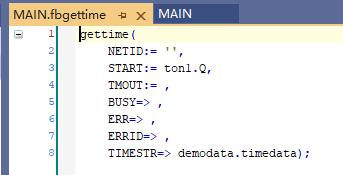 MAIN.fbgettime
MAIN
1 gettime(
2 NETID:= '',
3 START:= ton1.Q,
4 TMOUT:= ,
5 BUSY=> ,
6 ERR=> ,
7 ERRID=> ,
8 TIMESTR=> demodata.timedata);